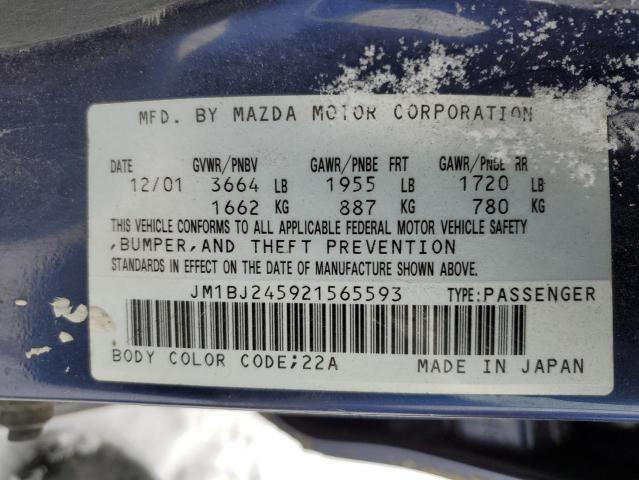 MFD. BY MAZDA MOTOR CORPORATION
DATE GVWR/PNBV GAWR/PNBE FRT GAWR/PNBE RR
12/01 3664 LB 1955 LB 1720 LB
1662 KG 887 KG 780 KG
THIS VEHICLE CONFORMS TO ALL APPLICABLE FEDERAL MOTOR VEHICLE SAFETY
,BUMPER,AND THEFT PREVENTION
STANDARDS IN EFFECT ON THE DATE OF MANUFACTURE SHOWN ABOVE.
JM1BJ245921565593 TYPE:PASSENGER
BODY COLOR CODE;22A MADE IN JAPAN